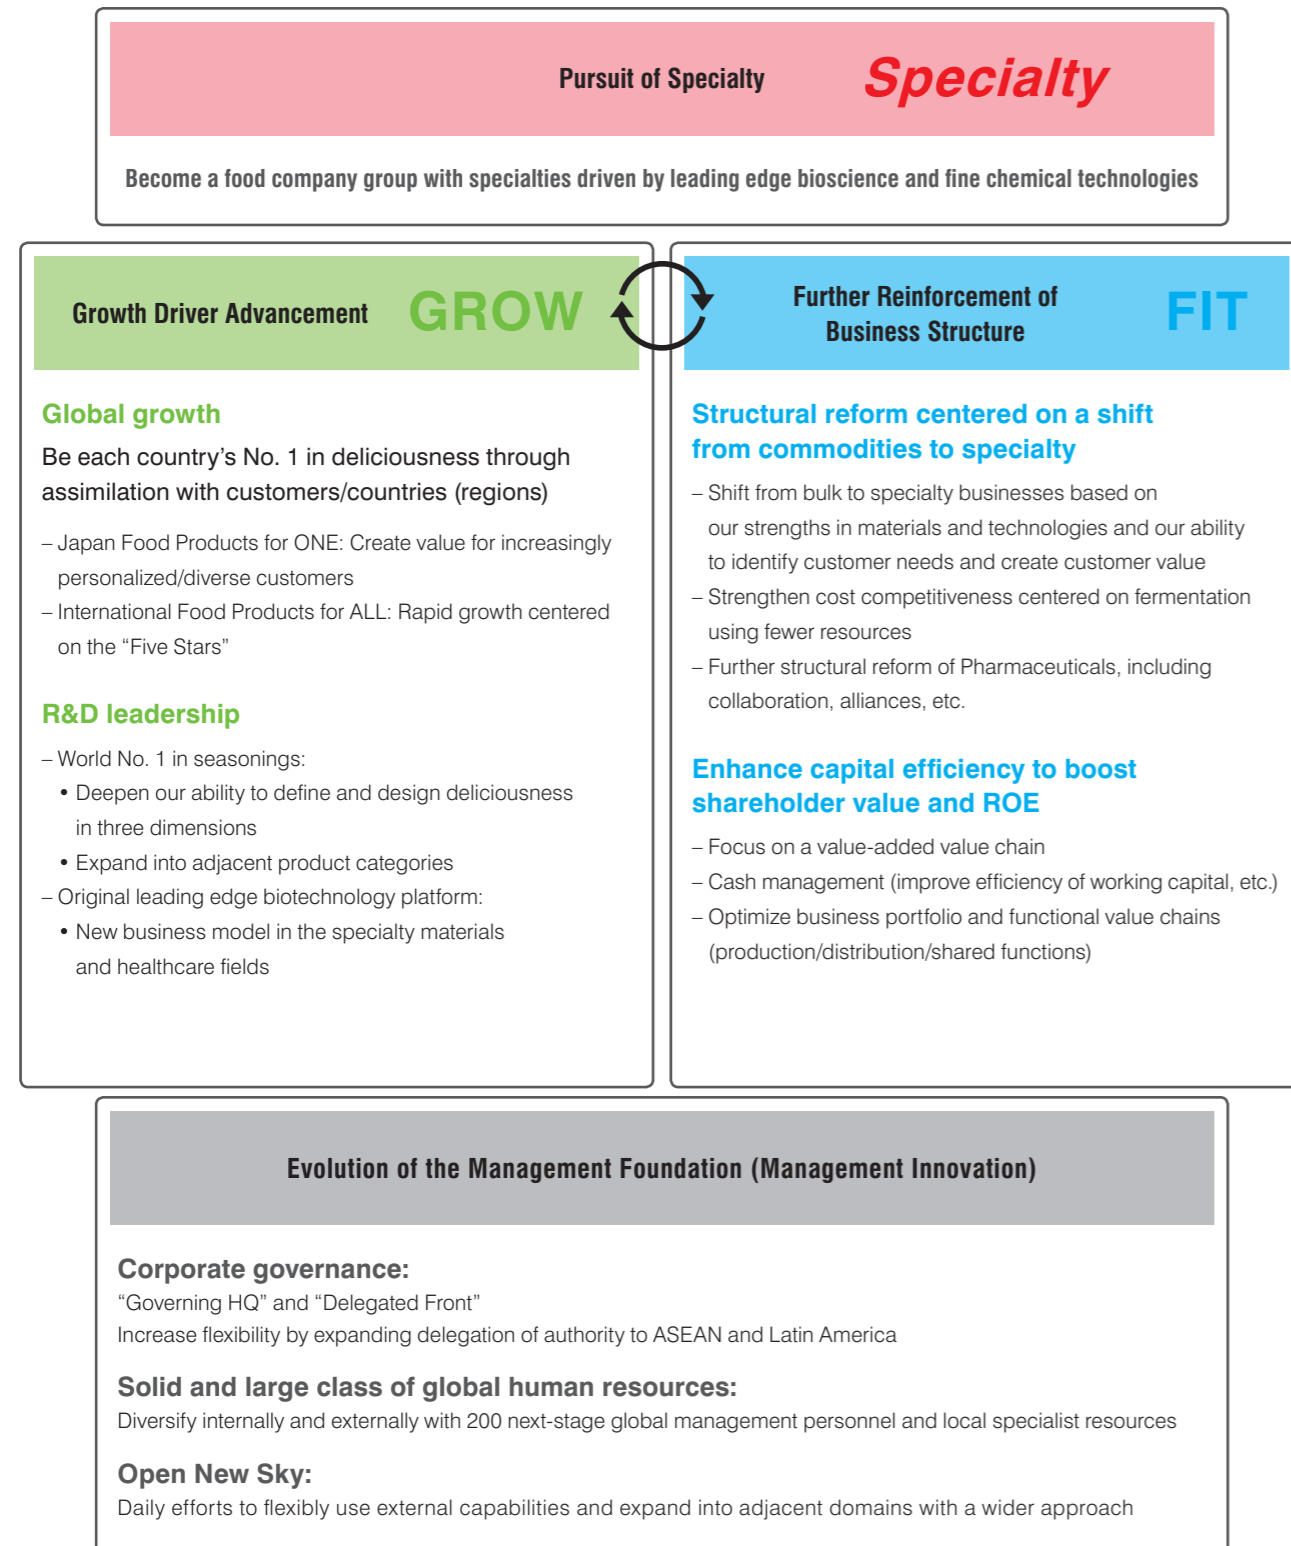 Pursuit of Specialty Specialty
Become a food company group with specialties driven by leading edge bioscience and fine chemical technologies
Growth Driver Advancement GROW
Global growth
Be each country's No. 1 in deliciousness through
assimilation with customers/countries (regions)
– Japan Food Products for ONE: Create value for increasingly
personalized/diverse customers
– International Food Products for ALL: Rapid growth centered
on the “Five Stars”
R&D leadership
– World No. 1 in seasonings:
• Deepen our ability to define and design deliciousness
in three dimensions
• Expand into adjacent product categories
– Original leading edge biotechnology platform:
• New business model in the specialty materials
and healthcare fields
Further Reinforcement of
Business Structure
FIT
Structural reform centered on a shift
from commodities to specialty
– Shift from bulk to specialty businesses based on
our strengths in materials and technologies and our ability
to identify customer needs and create customer value
– Strengthen cost competitiveness centered on fermentation
using fewer resources
– Further structural reform of Pharmaceuticals, including
collaboration, alliances, etc.
Enhance capital efficiency to boost
shareholder value and ROE
– Focus on a value-added value chain
– Cash management (improve efficiency of working capital, etc.)
– Optimize business portfolio and functional value chains
(production/distribution/shared functions)
Evolution of the Management Foundation (Management Innovation)
Corporate governance:
“Governing HQ” and “Delegated Front”
Increase flexibility by expanding delegation of authority to ASEAN and Latin America
Solid and large class of global human resources:
Diversify internally and externally with 200 next-stage global management personnel and local specialist resources
Open New Sky:
Daily efforts to flexibly use external capabilities and expand into adjacent domains with a wider approach